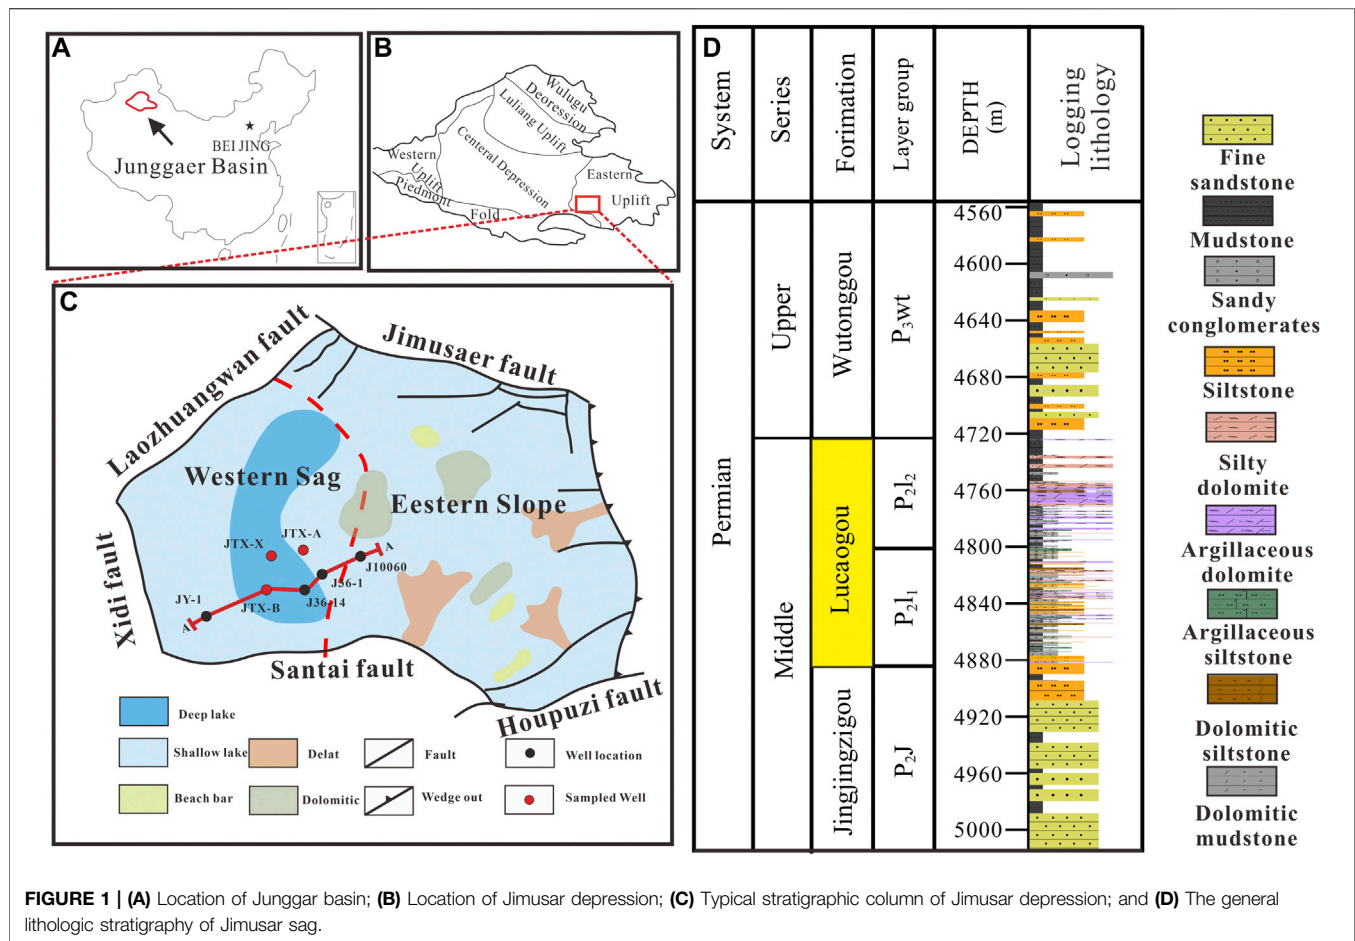 A
BEI JING
Junggaer Basin
B
Wulugu
Deoression
Luliang Uplift
Centeral Depression
Western
Uplift
Piedmont
Fold
Eastern
Uplift
C
Laozhuangwan fault
Jimusaer fault
Western Sag
Eestern Slope
JTX-X
JTX-A
A
J10060
J36-1
J36-14
JTX-B
JY-1
A
Xidi fault
Santai fault
Houpuzi fault
Deep lake
Shallow lake
Delat
Fault
Well location
Beach bar
Dolomitic
Wedge out
Sampled Well
D
System
Series
Forimation
Layer group
DEPTH
(m)
Logging
lithology
Permian
Upper
Middle
Wutonggou
Lucaogou
Jingjingzigou
P3wt
P2l2
P2l1
P2J
4560
4600
4640
4680
4720
4760
4800
4840
4880
4920
4960
5000
Fine
sandstone
Mudstone
Sandy
conglomerates
Siltstone
Silty
dolomite
Argillaceous
dolomite
Argillaceous
siltstone
Dolomitic
siltstone
Dolomitic
mudstone
FIGURE 1 | (A) Location of Junggar basin; (B) Location of Jimusar depression; (C) Typical stratigraphic column of Jimusar depression; and (D) The general
lithologic stratigraphy of Jimusar sag.